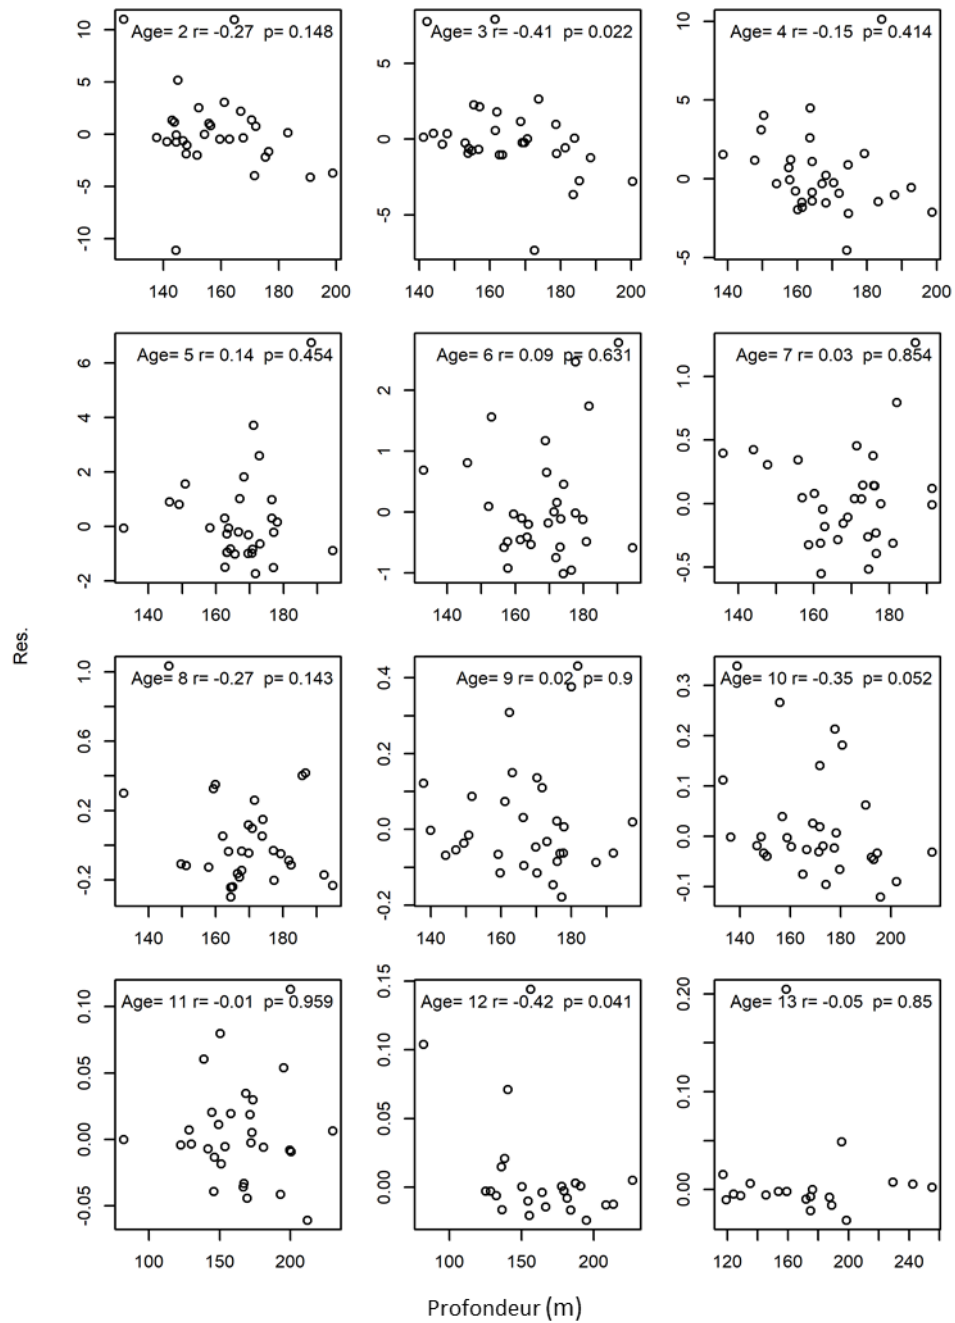 Age= 2 r= -0.27 p= 0.148
10
5
0
-5
-10
140 160 180 200
Age= 3 r= -0.41 p= 0.022
5
0
-5
140 160 180 200
Age= 4 r= -0.15 p= 0.414
10
5
0
-5
140 160 180 200
Age= 5 r= 0.14 p= 0.454
6
4
2
0
-2
140 160 180
Age= 6 r= 0.09 p= 0.631
2
1
0
-1
140 160 180
Age= 7 r= 0.03 p= 0.854
1.0
0.5
0.0
-0.5
140 160 180
Res.
Age= 8 r= -0.27 p= 0.143
1.0
0.6
0.2
-0.2
140 160 180
Age= 9 r= 0.02 p= 0.9
0.4
0.2
0.0
-0.2
140 160 180
Age= 10 r= -0.35 p= 0.052
0.3
0.2
0.1
0.0
-0.1
140 160 180 200
Age= 11 r= -0.01 p= 0.959
0.10
0.05
0.00
-0.05
100 150 200
Age= 12 r= -0.42 p= 0.041
0.15
0.10
0.05
0.00
100 150 200
Age= 13 r= -0.05 p= 0.85
0.20
0.10
0.00
120 160 200 240
Profondeur (m)